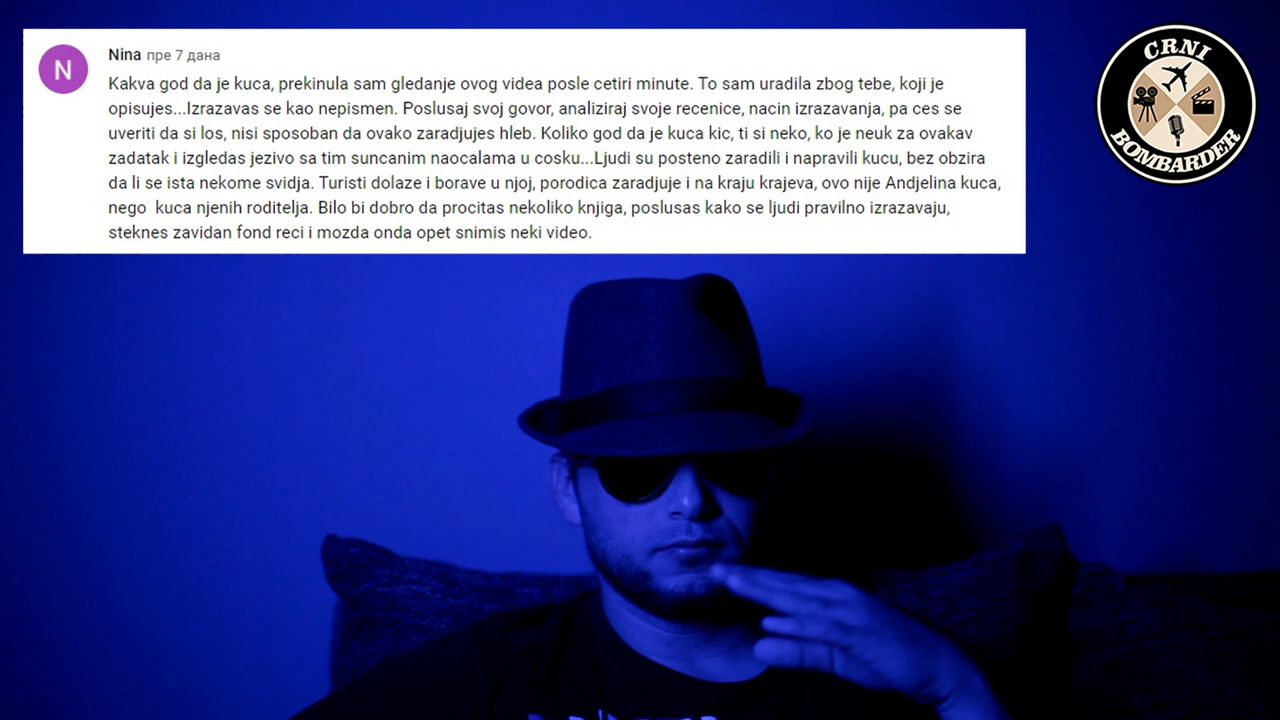 N
Nina пре 7 дана
Kakva god da je kuca, prekinula sam gledanje ovog videa posle cetiri minute. To sam uradila zbog tebe, koji je
opisujes...Izrazavas se kao nepismen. Poslusaj svoj govor, analiziraj svoje recenice, nacin izrazavanja, pa ces se
uveriti da si los, nisi sposoban da ovako zaradjujes hleb. Koliko god da je kuca kic, ti si neko, ko je neuk za ovakav
zadatak i izgledas jezivo sa tim suncanim naocalama u cosku...Ljudi su posteno zaradili i napravili kucu, bez obzira
da li se ista nekome svidja. Turisti dolaze i borave u njoj, porodica zaradjuje i na kraju krajeva, ovo nije Andjelina kuca,
nego kuca njenih roditelja. Bilo bi dobro da procitas nekoliko knjiga, poslusas kako se ljudi pravilno izrazavaju,
steknes zavidan fond reci i mozda onda opet snimis neki video.
CRNI
BOMBARDER